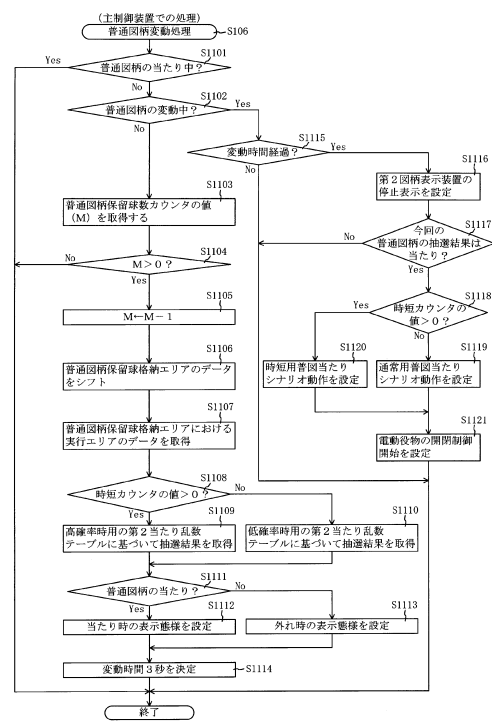 (主制御装置での処理)
普通図柄変動処理
S106
S1101
Yes
普通図柄の当たり中?
No
S1102
普通図柄の変動中?
Yes
No
S1115
変動時間経過?
Yes
S1116
第2図柄表示装置の
停止表示を設定
S1103
普通図柄保留球数カウンタの値
(M)を取得する
S1117
今回の
普通図柄の抽選結果は
当たり?
No
Yes
S1104
M>0?
No
Yes
S1118
時短カウンタの
値>0?
Yes
No
S1105
M←M-1
S1120
時短用普図当たり
シナリオ動作を設定
S1119
通常用普図当たり
シナリオ動作を設定
S1106
普通図柄保留球格納エリアのデータ
をシフト
S1121
電動役物の開閉制御
開始を設定
S1107
普通図柄保留球格納エリアにおける
実行エリアのデータを取得
S1108
時短カウンタの値>0?
No
Yes
S1109
高確率時用の第2当たり乱数
テーブルに基づいて抽選結果を取得
S1110
低確率時用の第2当たり乱数
テーブルに基づいて抽選結果を取得
S1111
普通図柄の当たり?
No
Yes
S1112
当たり時の表示態様を設定
S1113
外れ時の表示態様を設定
変動時間3秒を決定
S1114
終了